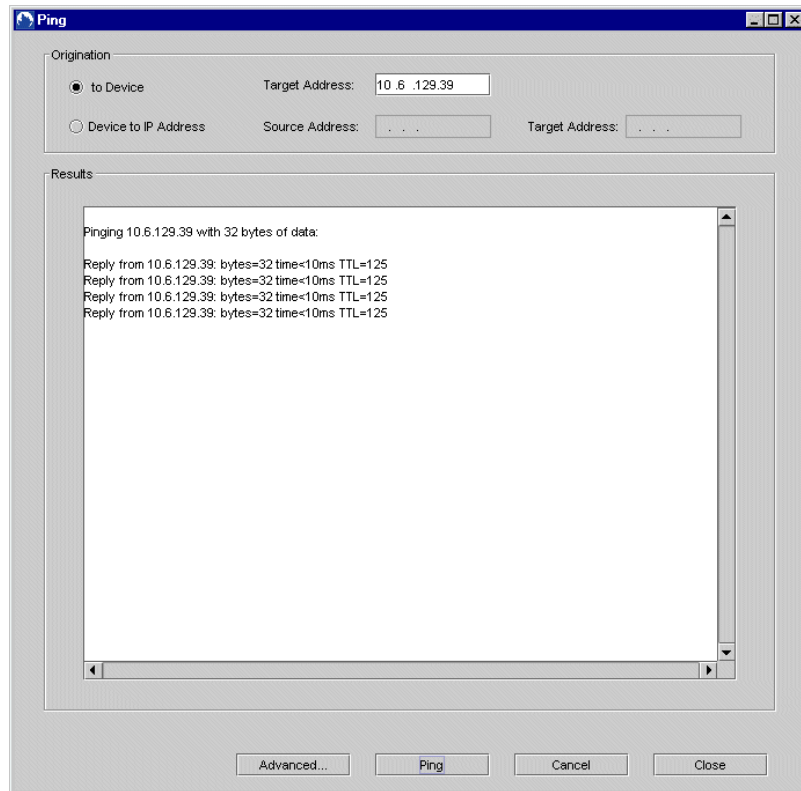 Ping
Origination
to Device Target Address: 10 .6 .129.39
Device to IP Address Source Address: . . . Target Address: . . .
Results
Pinging 10.6.129.39 with 32 bytes of data:
Reply from 10.6.129.39: bytes=32 time<10ms TTL=125
Reply from 10.6.129.39: bytes=32 time<10ms TTL=125
Reply from 10.6.129.39: bytes=32 time<10ms TTL=125
Reply from 10.6.129.39: bytes=32 time<10ms TTL=125
Advanced... Ping Cancel Close